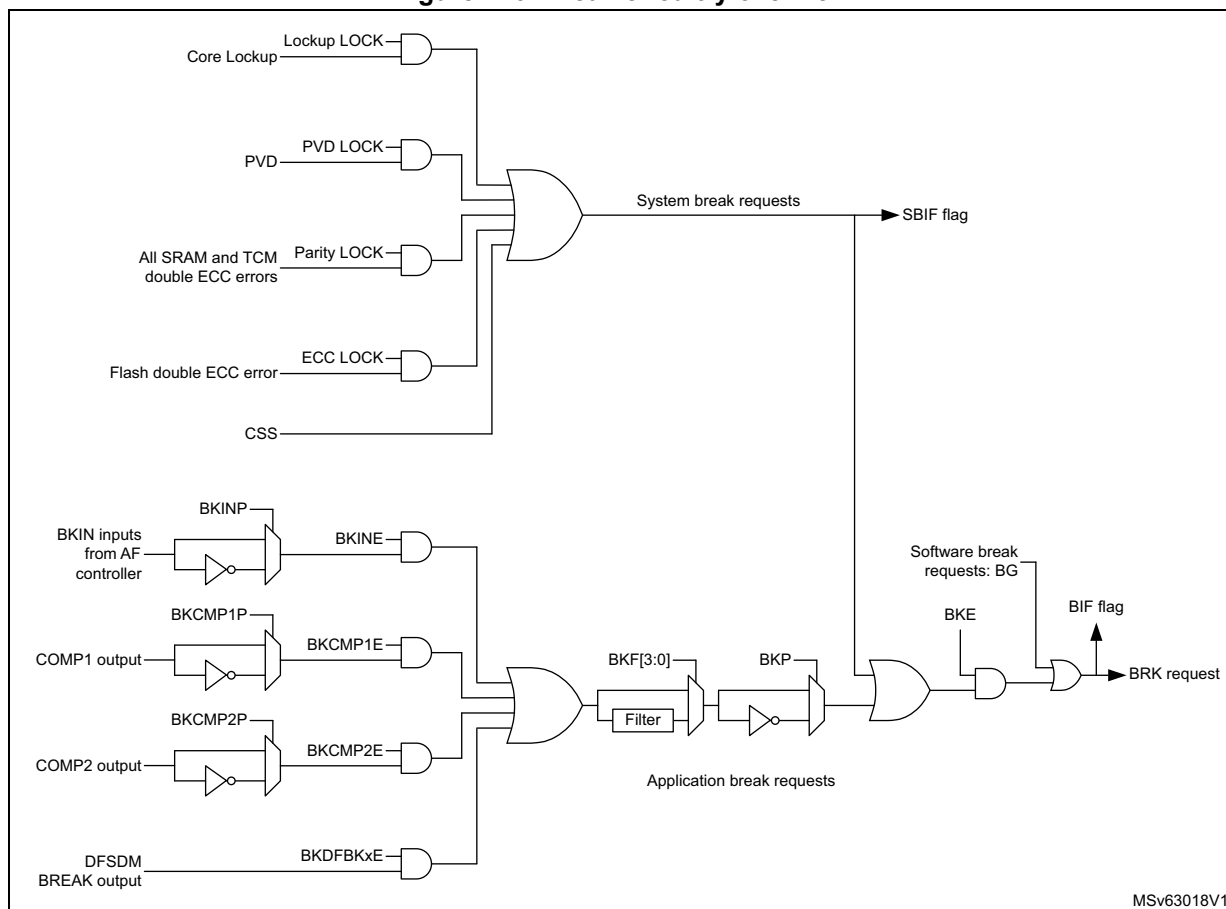 Lockup LOCK
Core Lockup
PVD LOCK
PVD
Parity LOCK
All SRAM and TCM
double ECC errors
ECC LOCK
Flash double ECC error
CSS
System break requests
SBIF flag
BKINP
BKIN inputs
from AF
controller
BKINE
BKCMP1P
COMP1 output
BKCMP1E
BKCMP2P
COMP2 output
BKCMP2E
DFSDM
BREAK output
BKDFBKxE
BKF[3:0]
Filter
BKP
Application break requests
Software break
requests: BG
BKE
BIF flag
BRK request
MSv63018V1